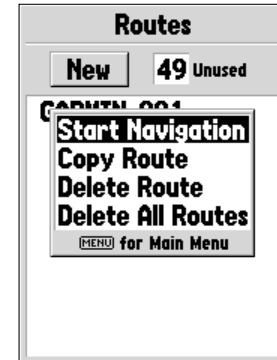 Routes
New 49 Unused
Start Navigation
Copy Route
Delete Route
Delete All Routes
MENU for Main Menu